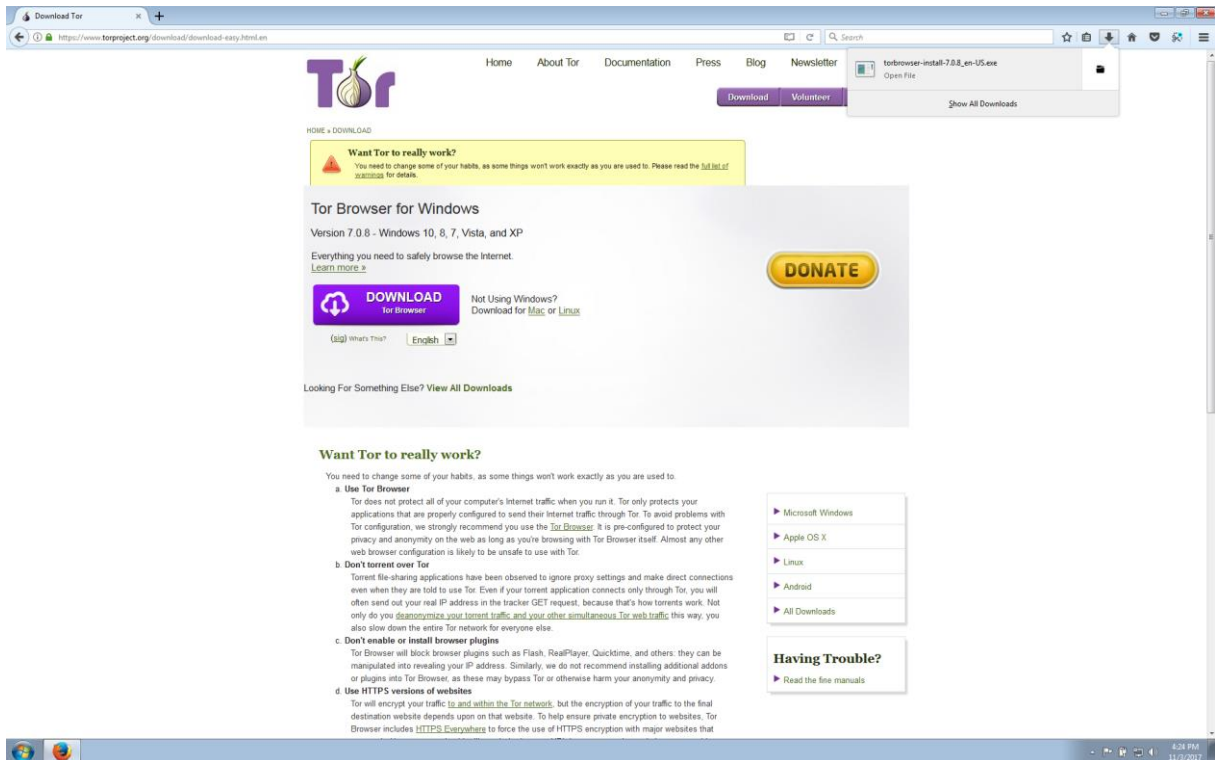 Download Tor
https://www.torproject.org/download/download-easy.html.en
Search
torbrowser-install-7.0.8_en-US.exe
Open File
Show All Downloads
Tor
Home About Tor Documentation Press Blog Newsletter
Download Volunteer
HOME » DOWNLOAD
Want Tor to really work?
You need to change some of your habits, as some things won't work exactly as you are used to. Please read the full list of
warnings for details.
Tor Browser for Windows
Version 7.0.8 - Windows 10, 8, 7, Vista, and XP
Everything you need to safely browse the Internet.
Learn more »
DOWNLOAD
Tor Browser
Not Using Windows?
Download for Mac or Linux
(sig) What's This? English
DONATE
Looking For Something Else? View All Downloads
Want Tor to really work?
You need to change some of your habits, as some things won't work exactly as you are used to.
a. Use Tor Browser
Tor does not protect all of your computer's Internet traffic when you run it. Tor only protects your
applications that are properly configured to send their Internet traffic through Tor. To avoid problems with
Tor configuration, we strongly recommend you use the Tor Browser. It is pre-configured to protect your
privacy and anonymity on the web as long as you're browsing with Tor Browser itself. Almost any other
web browser configuration is likely to be unsafe to use with Tor.
b. Don't torrent over Tor
Torrent file-sharing applications have been observed to ignore proxy settings and make direct connections
even when they are told to use Tor. Even if your torrent application connects only through Tor, you will
often send out your real IP address in the tracker GET request, because that's how torrents work. Not
only do you deanonymize your torrent traffic and your other simultaneous Tor web traffic this way, you
also slow down the entire Tor network for everyone else.
c. Don't enable or install browser plugins
Tor Browser will block browser plugins such as Flash, RealPlayer, Quicktime, and others: they can be
manipulated into revealing your IP address. Similarly, we do not recommend installing additional addons
or plugins into Tor Browser, as these may bypass Tor or otherwise harm your anonymity and privacy.
d. Use HTTPS versions of websites
Tor will encrypt your traffic to and within the Tor network, but the encryption of your traffic to the final
destination website depends upon on that website. To help ensure private encryption to websites, Tor
Browser includes HTTPS Everywhere to force the use of HTTPS encryption with major websites that
Microsoft Windows
Apple OS X
Linux
Android
All Downloads
Having Trouble?
Read the fine manuals
4:24 PM
11/3/2017